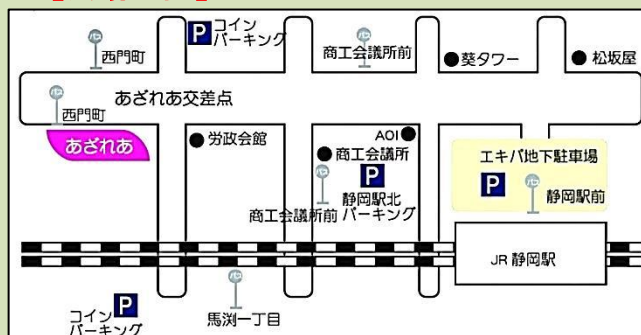 コイン
パーキング
西門町
商工会議所前
葵タワー
松坂屋
あざれあ交差点
西門町
あざれあ
労政会館
AOI
商工会議所
エキパ地下駐車場
静岡駅北
パーキング
商工会議所前
静岡駅前
JR 静岡駅
馬渕一丁目
コイン
パーキング